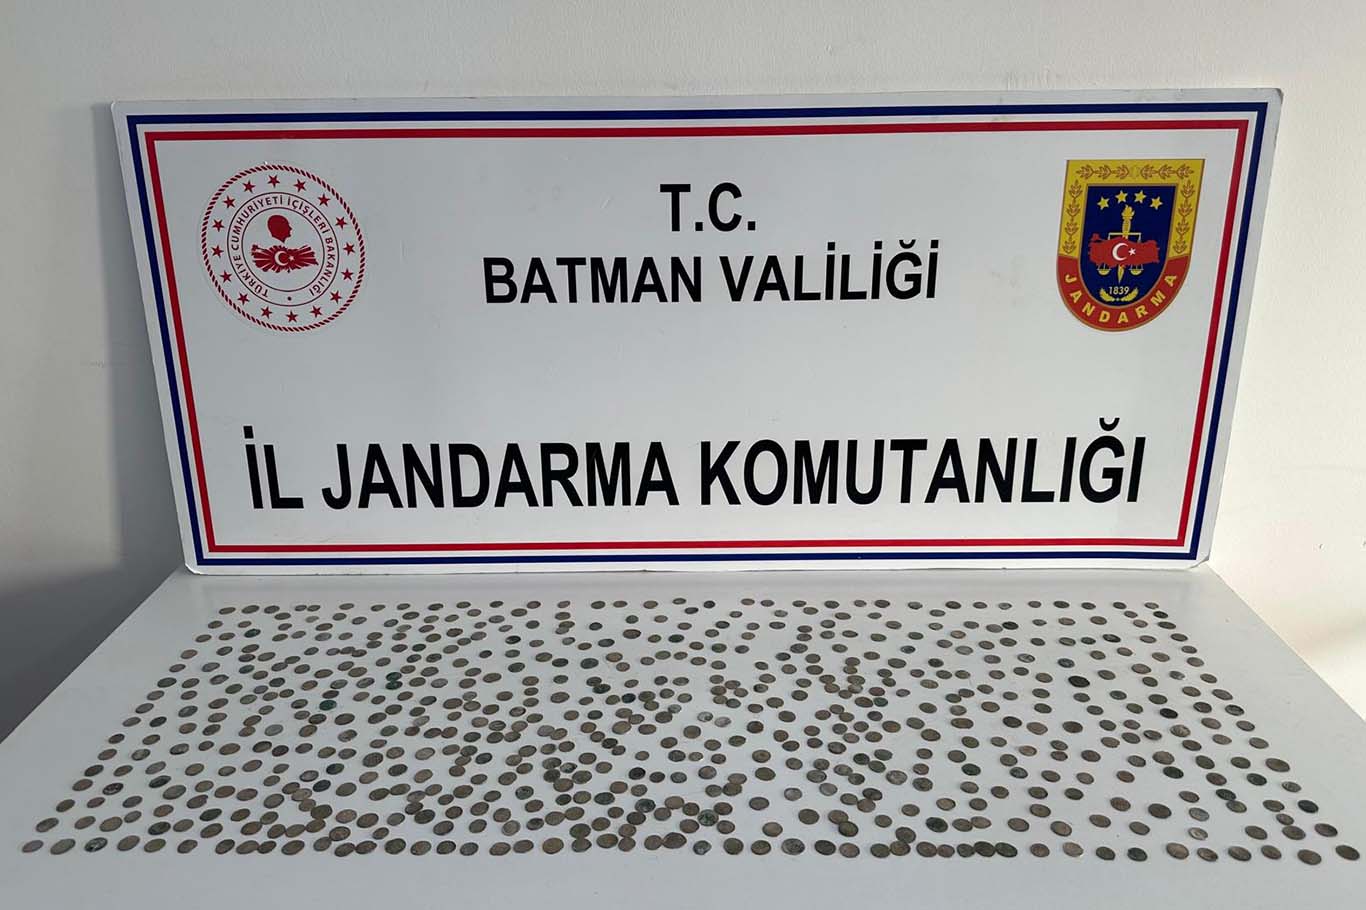 T.C.
BATMAN VALİLİĞİ
İL JANDARMA KOMUTANLIĞI
TÜRKİYE CUMHURİYETİ İÇİŞLERİ BAKANLIĞI
1839
JANDARMA